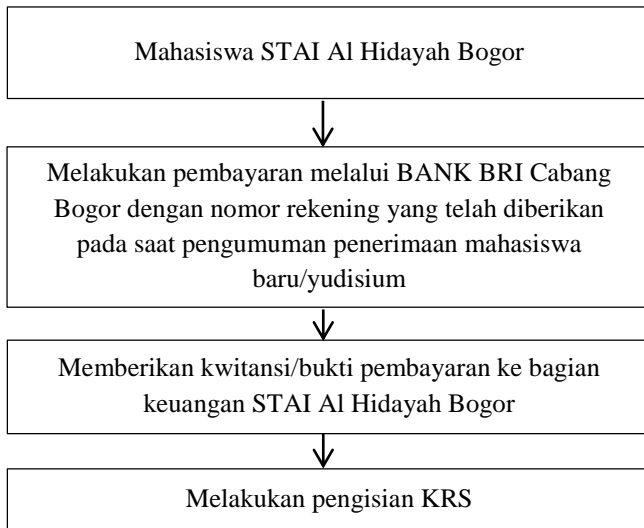 Mahasiswa STAI Al Hidayah Bogor
Melakukan pembayaran melalui BANK BRI Cabang
Bogor dengan nomor rekening yang telah diberikan
pada saat pengumuman penerimaan mahasiswa
baru/yudisium
Memberikan kwitansi/bukti pembayaran ke bagian
keuangan STAI Al Hidayah Bogor
Melakukan pengisian KRS